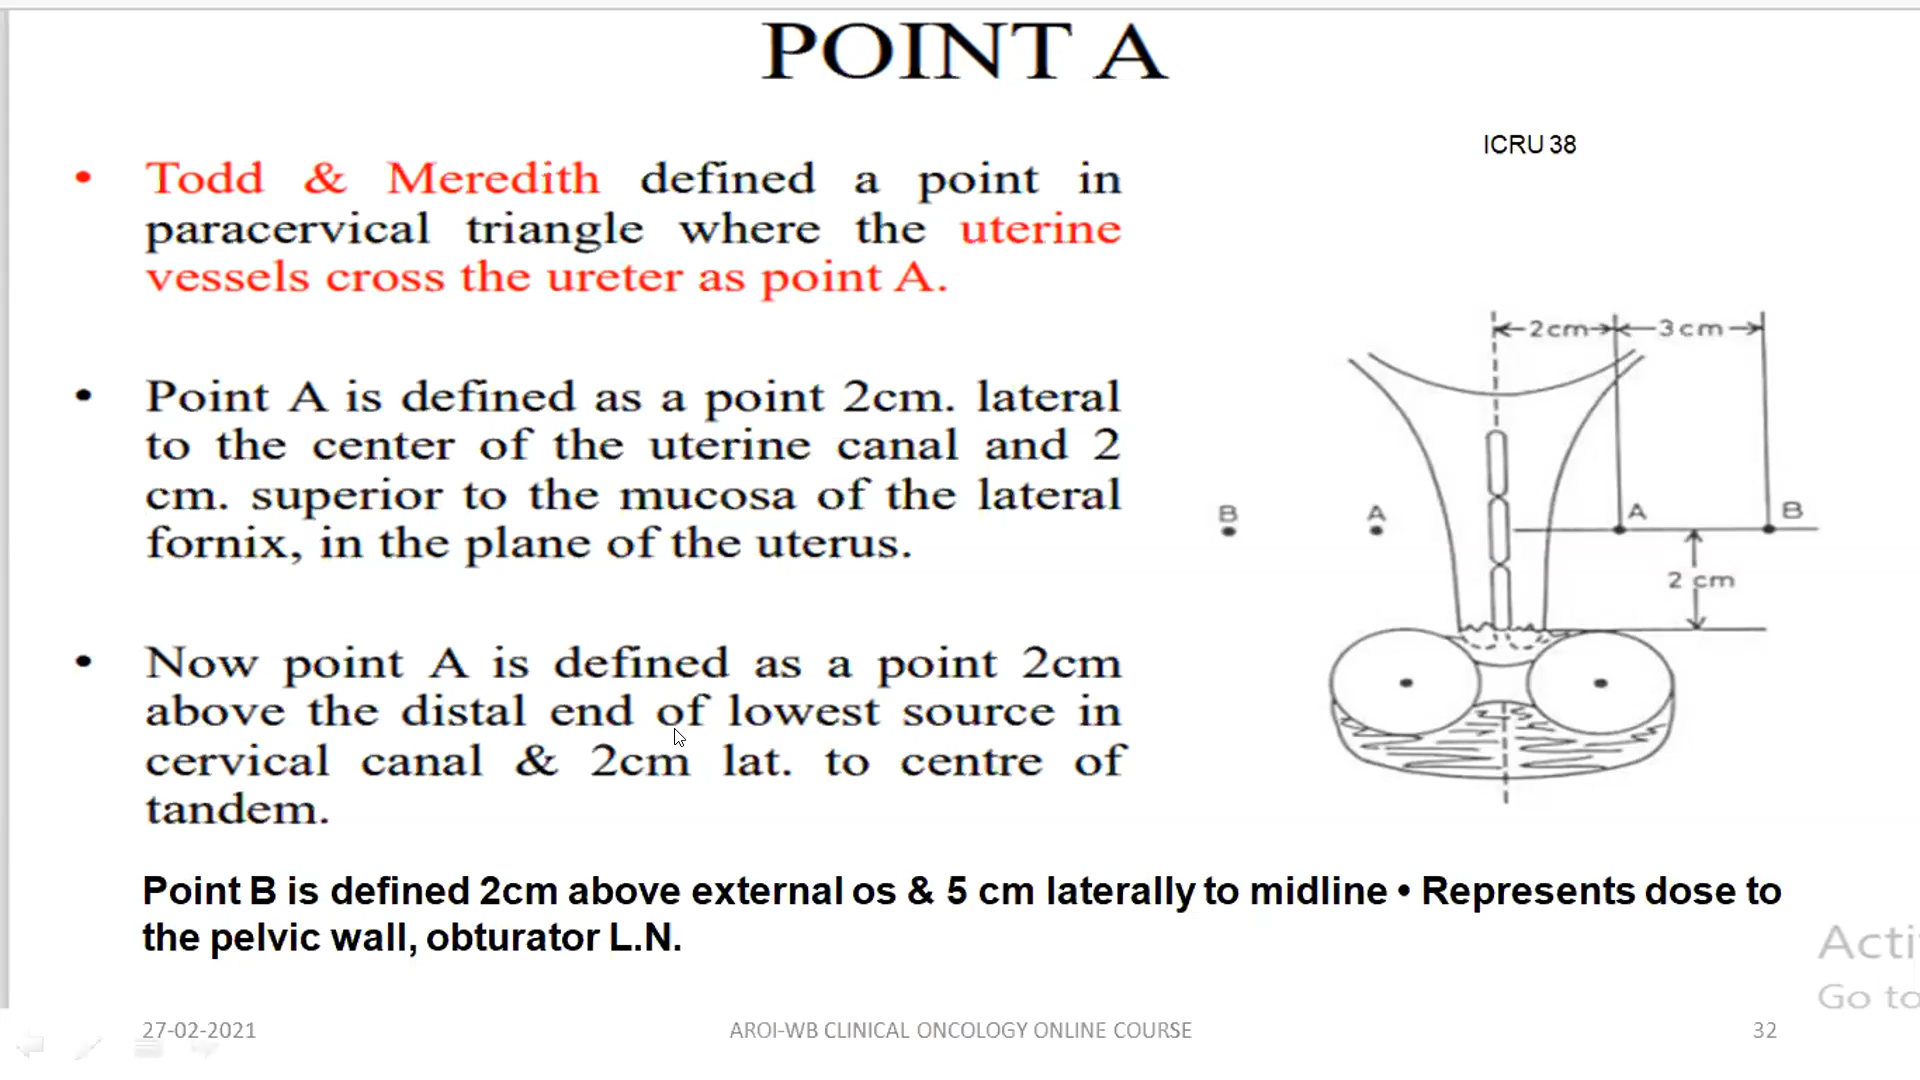 POINT A
ICRU 38
• Todd & Meredith defined a point in
paracervical triangle where the uterine
vessels cross the ureter as point A.
• Point A is defined as a point 2cm. lateral
to the center of the uterine canal and 2
cm. superior to the mucosa of the lateral
fornix, in the plane of the uterus.
• Now point A is defined as a point 2cm
above the distal end of lowest source in
cervical canal & 2cm lat. to centre of
tandem.
2cm 3cm
B A A B
2 cm
Point B is defined 2cm above external os & 5 cm laterally to midline • Represents dose to
the pelvic wall, obturator L.N.
Acti
Go to
27-02-2021 AROI-WB CLINICAL ONCOLOGY ONLINE COURSE 32